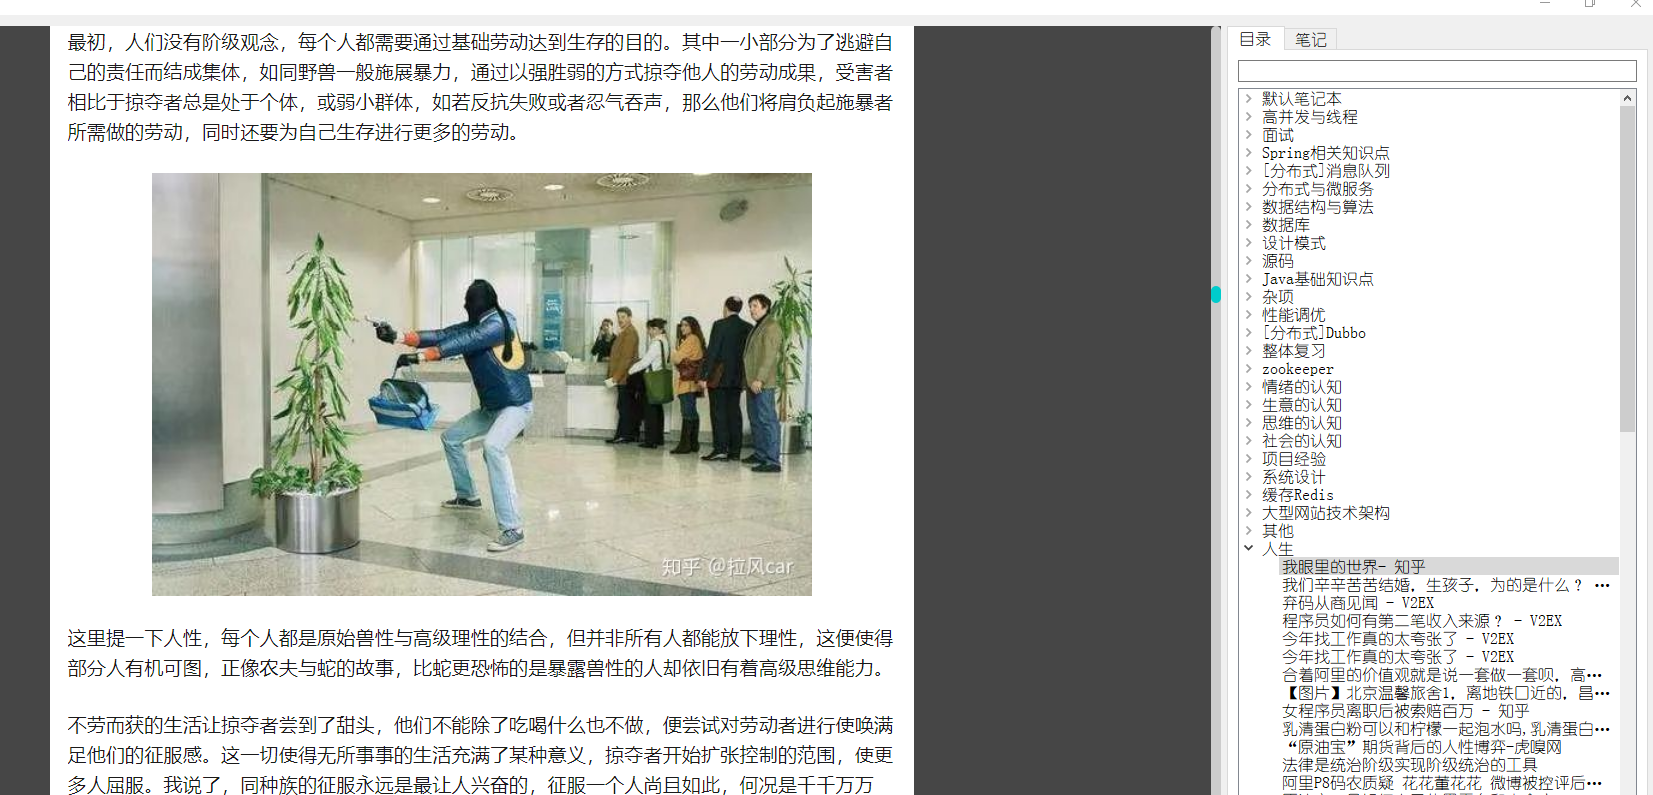 最初，人们没有阶级观念，每个人都需要通过基础劳动达到生存的目的。其中一小部分为了逃避自
己的责任而结成集体，如同野兽一般施展暴力，通过以强胜弱的方式掠夺他人的劳动成果，受害者
相比于掠夺者总是处于个体，或弱小群体，如若反抗失败或者忍气吞声，那么他们将肩负起施暴者
所需做的劳动，同时还要为自己生存进行更多的劳动。
知乎 @拉风car
这里提一下人性，每个人都是原始兽性与高级理性的结合，但并非所有人都能放下理性，这便使得
部分人有机可图，正像农夫与蛇的故事，比蛇更恐怖的是暴露兽性的人却依旧有着高级思维能力。
不劳而获的生活让掠夺者尝到了甜头，他们不能除了吃喝什么也不做，便尝试对劳动者进行使唤满
足他们的征服感。这一切使得无所事事的生活充满了某种意义，掠夺者开始扩张控制的范围，使更
多人屈服。我说了，同种族的征服永远是最让人兴奋的，征服一个人尚且如此，何况是千千万万
目录 笔记
默认笔记本
高并发与线程
面试
Spring相关知识点
[分布式]消息队列
分布式与微服务
数据结构与算法
数据库
设计模式
源码
Java基础知识点
杂项
性能调优
[分布式]Dubbo
整体复习
zookeeper
情绪的认知
生意的认知
思维的认知
社会的认知
项目经验
系统设计
缓存Redis
大型网站技术架构
其他
人生
我眼里的世界- 知乎
我们辛辛苦苦结婚，生孩子，为的是什么？ …
弃码从商见闻 - V2EX
程序员如何有第二笔收入来源？ - V2EX
今年找工作真的太夸张了 - V2EX
今年找工作真的太夸张了 - V2EX
合着阿里的价值观就是说一套做一套呗，高…
【图片】北京温馨旅舍1，离地铁口近的，昌…
女程序员离职后被索赔百万 - 知乎
乳清蛋白粉可以和柠檬一起泡水吗,乳清蛋白…
“原油宝”期货背后的人性博弈-虎嗅网
法律是统治阶级实现阶级统治的工具
阿里P8码农质疑 花花董花花 微博被控评后…